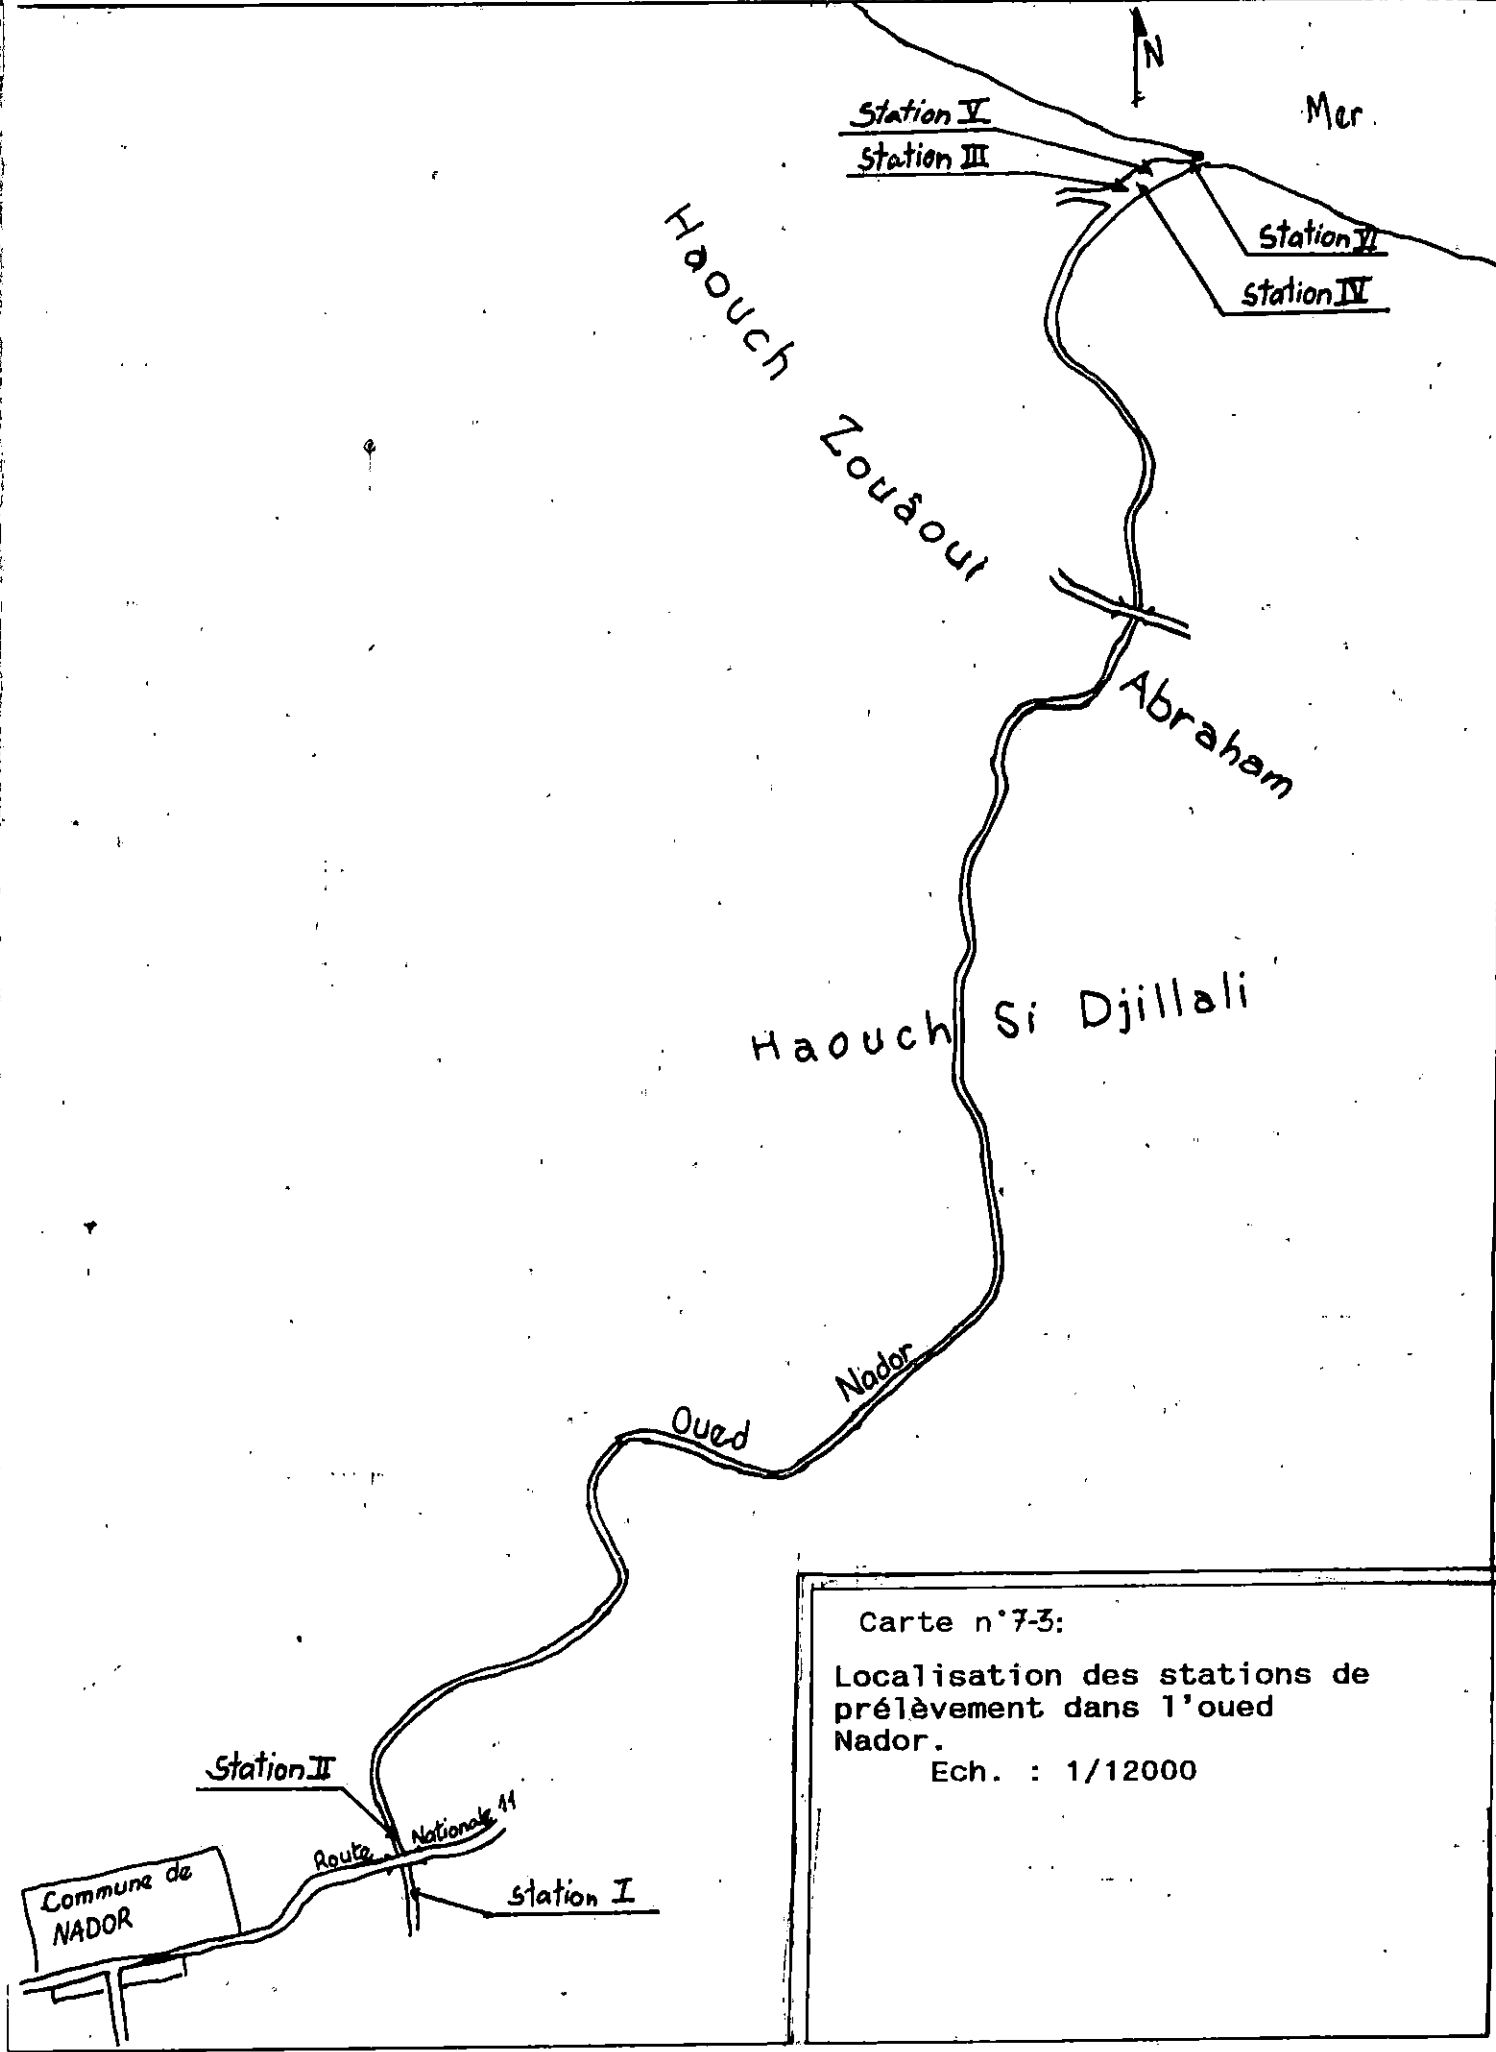 N
Mer
Station V
Station III
Station VI
Station IV
Haouch Zouâoui
Abraham
Haouch Si Djillali
Oued Nador
Station II
Route Nationale 11
Station I
Commune de
NADOR
Carte n°7-3:
Localisation des stations de
prélèvement dans l'oued
Nador.
Ech. : 1/12000